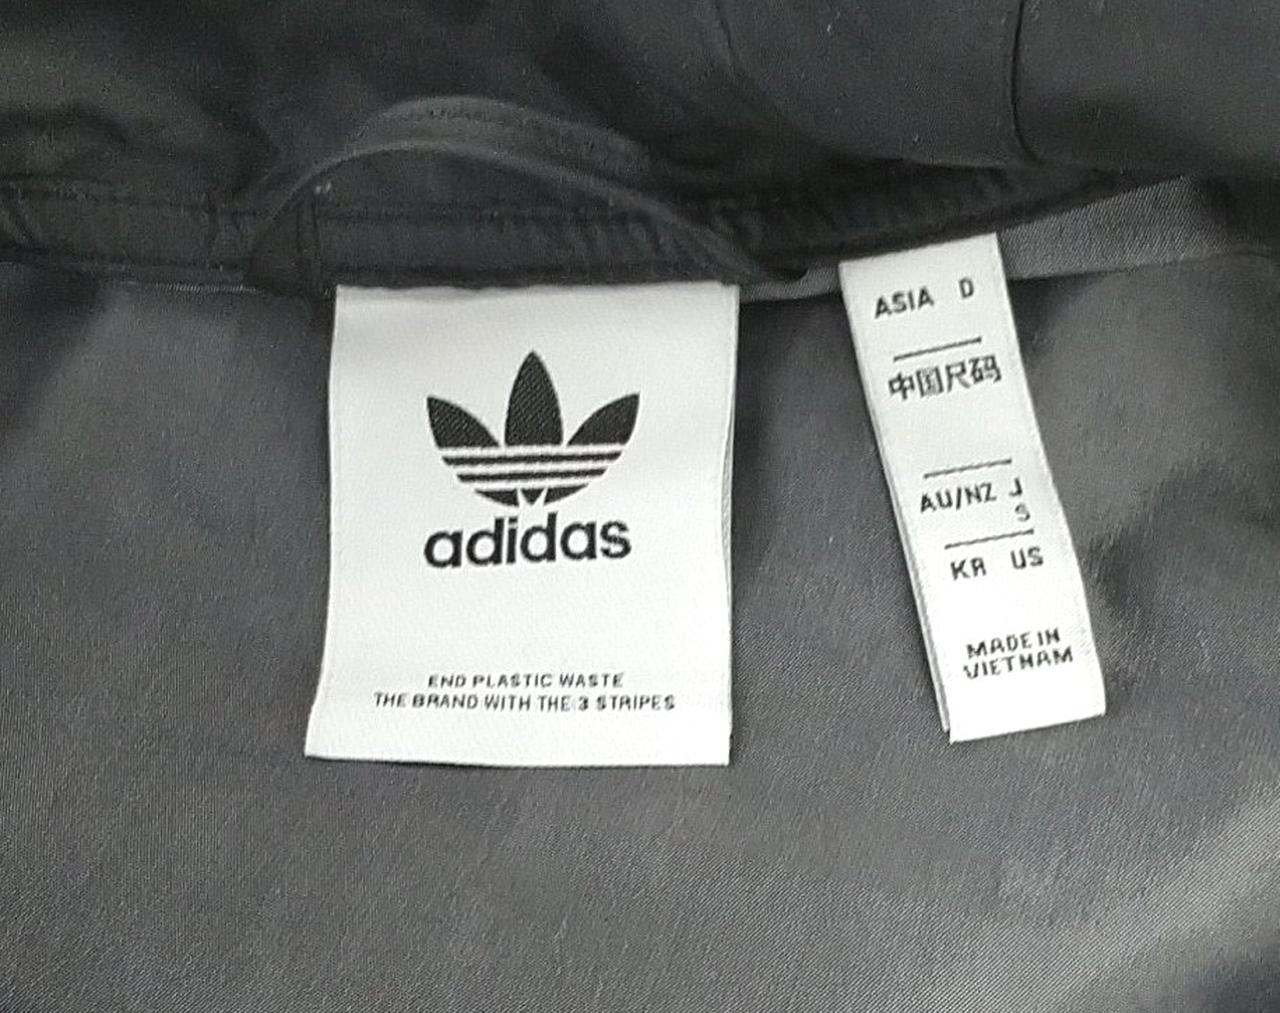 adidas
END PLASTIC WASTE
THE BRAND WITH THE 3 STRIPES
ASIA D
中国尺码
AU/NZ J
S
KR US
MADE IN
VIETNAM